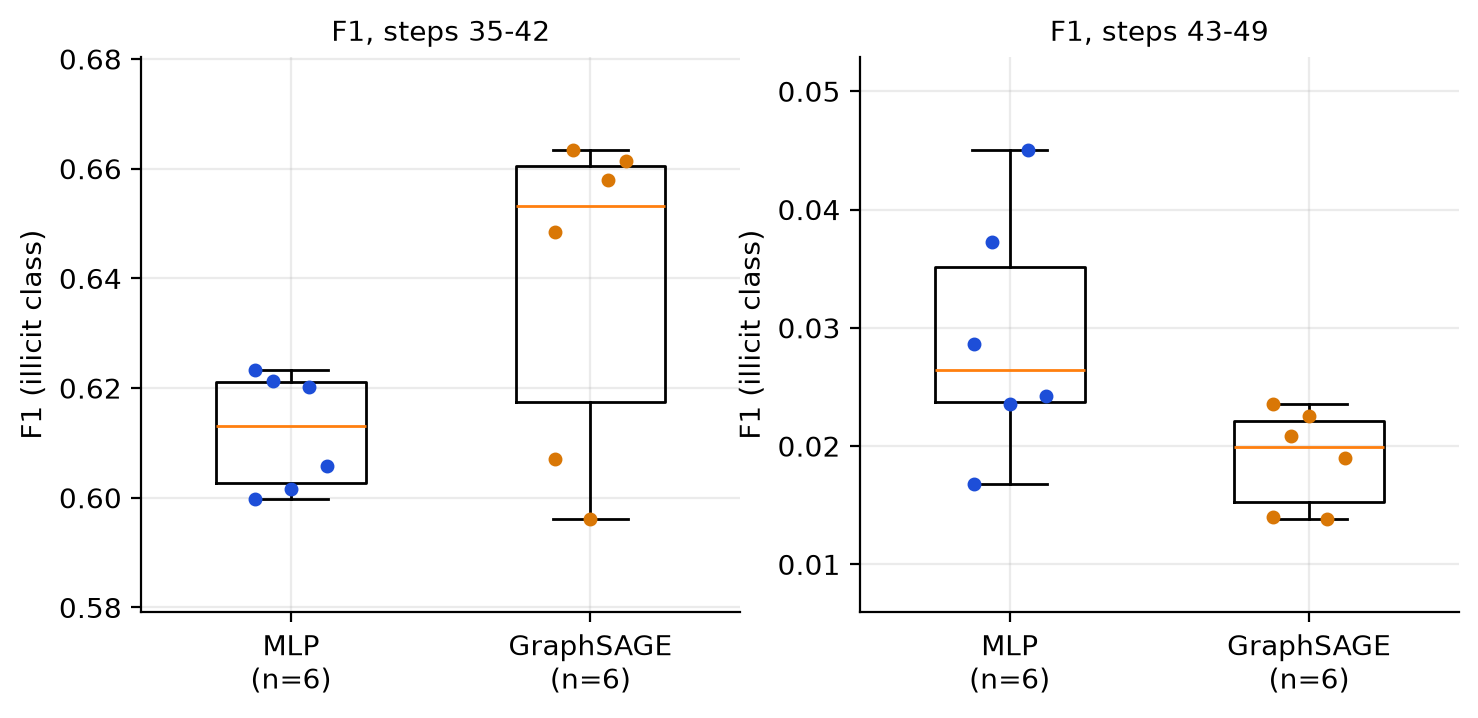 F1, steps 35-42
F1 (illicit class)
0.68
0.66
0.64
0.62
0.60
0.58
MLP
(n=6)
GraphSAGE
(n=6)
F1, steps 43-49
F1 (illicit class)
0.05
0.04
0.03
0.02
0.01
MLP
(n=6)
GraphSAGE
(n=6)